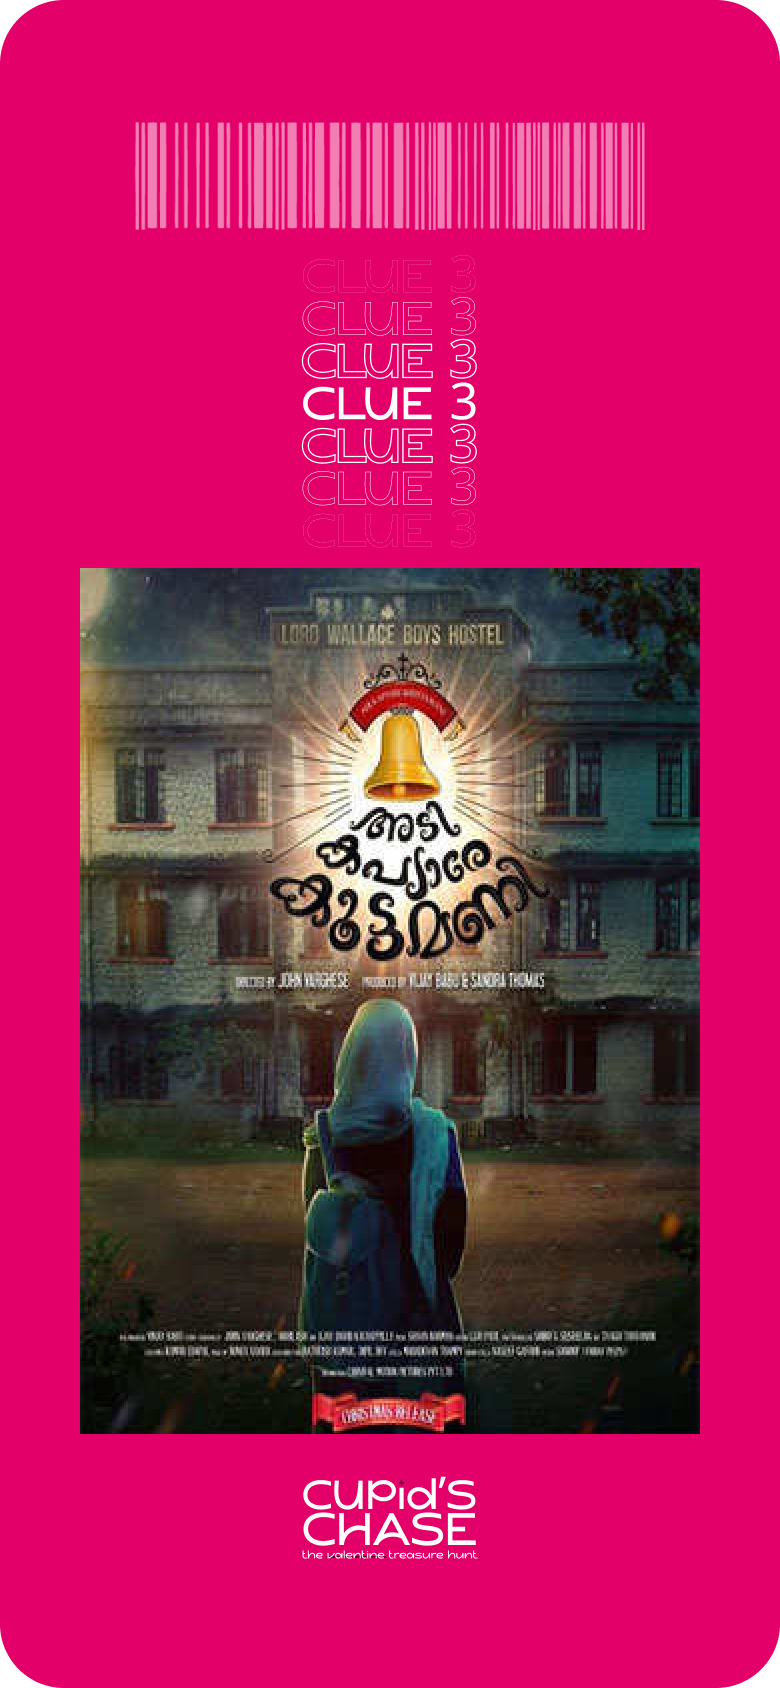 CLUE 3
CLUE 3
CLUE 3
CLUE 3
CLUE 3
CLUE 3
CLUE 3
LORD WALLACE BOYS HOSTEL
അടി
കപ്യാരേ
കൂട്ടമണി
DIRECTED BY JOHN VARGHESE PRODUCED BY VIJAY BABU & SANDRA THOMAS
CHRISTMAS RELEASE
CUPID'S
CHASE
the valentine treasure hunt